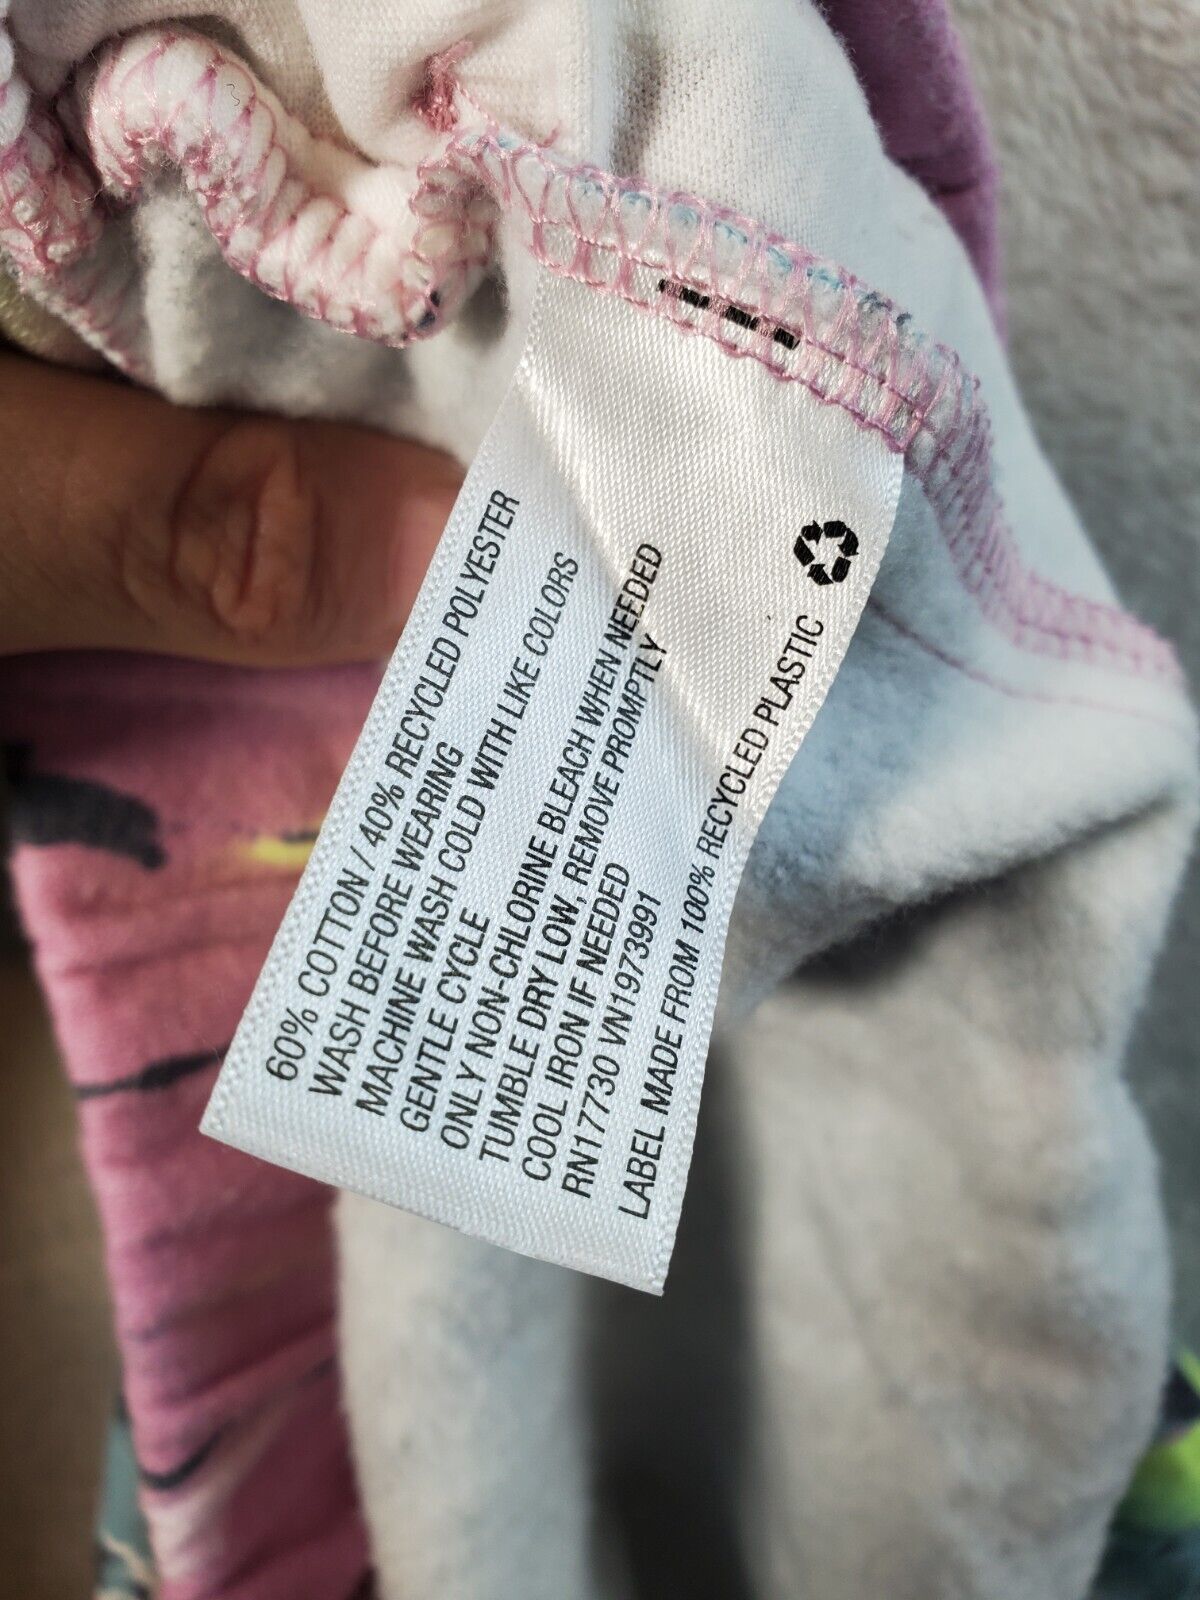 60% COTTON / 40% RECYCLED POLYESTER
WASH BEFORE WEARING
MACHINE WASH COLD WITH LIKE COLORS
GENTLE CYCLE
ONLY NON-CHLORINE BLEACH WHEN NEEDED
TUMBLE DRY LOW, REMOVE PROMPTLY
COOL IRON IF NEEDED
RN17730 VN1973991
LABEL MADE FROM 100% RECYCLED PLASTIC